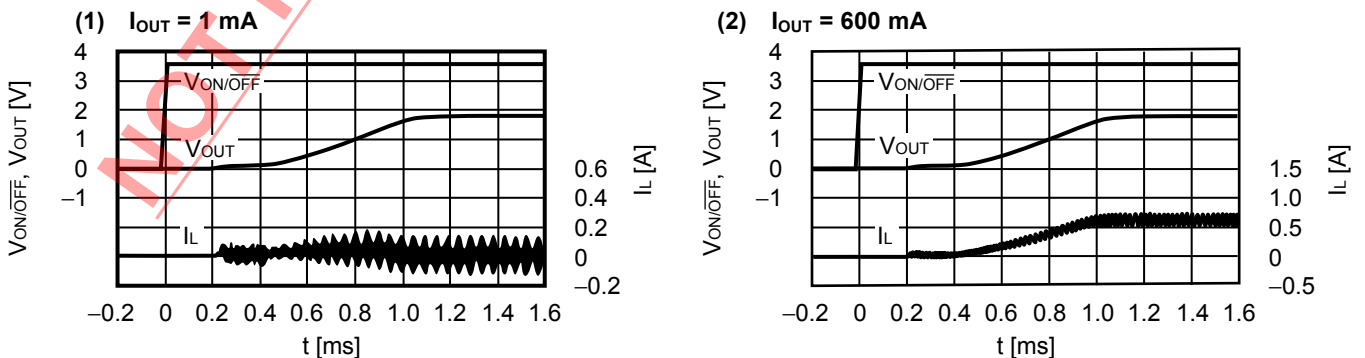 (1) IOUT = 1 mA
VON/OFF, VOUT [V]
4
3
2
1
0
−1
VON/OFF
VOUT
IL
0.6
0.4
0.2
0
−0.2
IL [A]
−0.2 0 0.2 0.4 0.6 0.8 1.0 1.2 1.4 1.6
t [ms]
(2) IOUT = 600 mA
VON/OFF, VOUT [V]
4
3
2
1
0
−1
VON/OFF
VOUT
IL
1.5
1.0
0.5
0
−0.5
IL [A]
−0.2 0 0.2 0.4 0.6 0.8 1.0 1.2 1.4 1.6
t [ms]
NOT